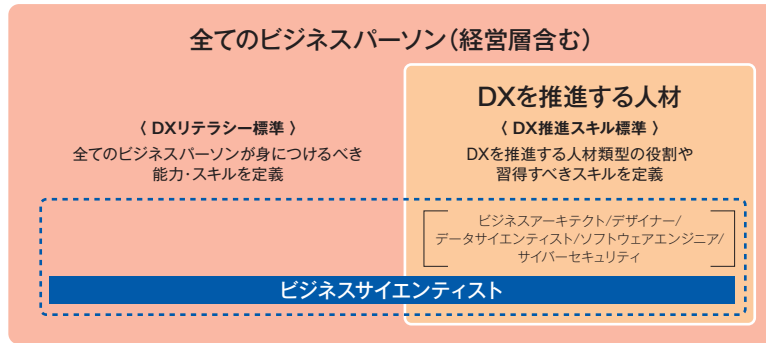 全てのビジネスパーソン（経営層含む）
〈 DXリテラシー標準 〉
全てのビジネスパーソンが身につけるべき
能力・スキルを定義
DXを推進する人材
〈 DX推進スキル標準 〉
DXを推進する人材類型の役割や
習得すべきスキルを定義
ビジネスアーキテクト/デザイナー/
データサイエンティスト/ソフトウェアエンジニア/
サイバーセキュリティ
ビジネスサイエンティスト